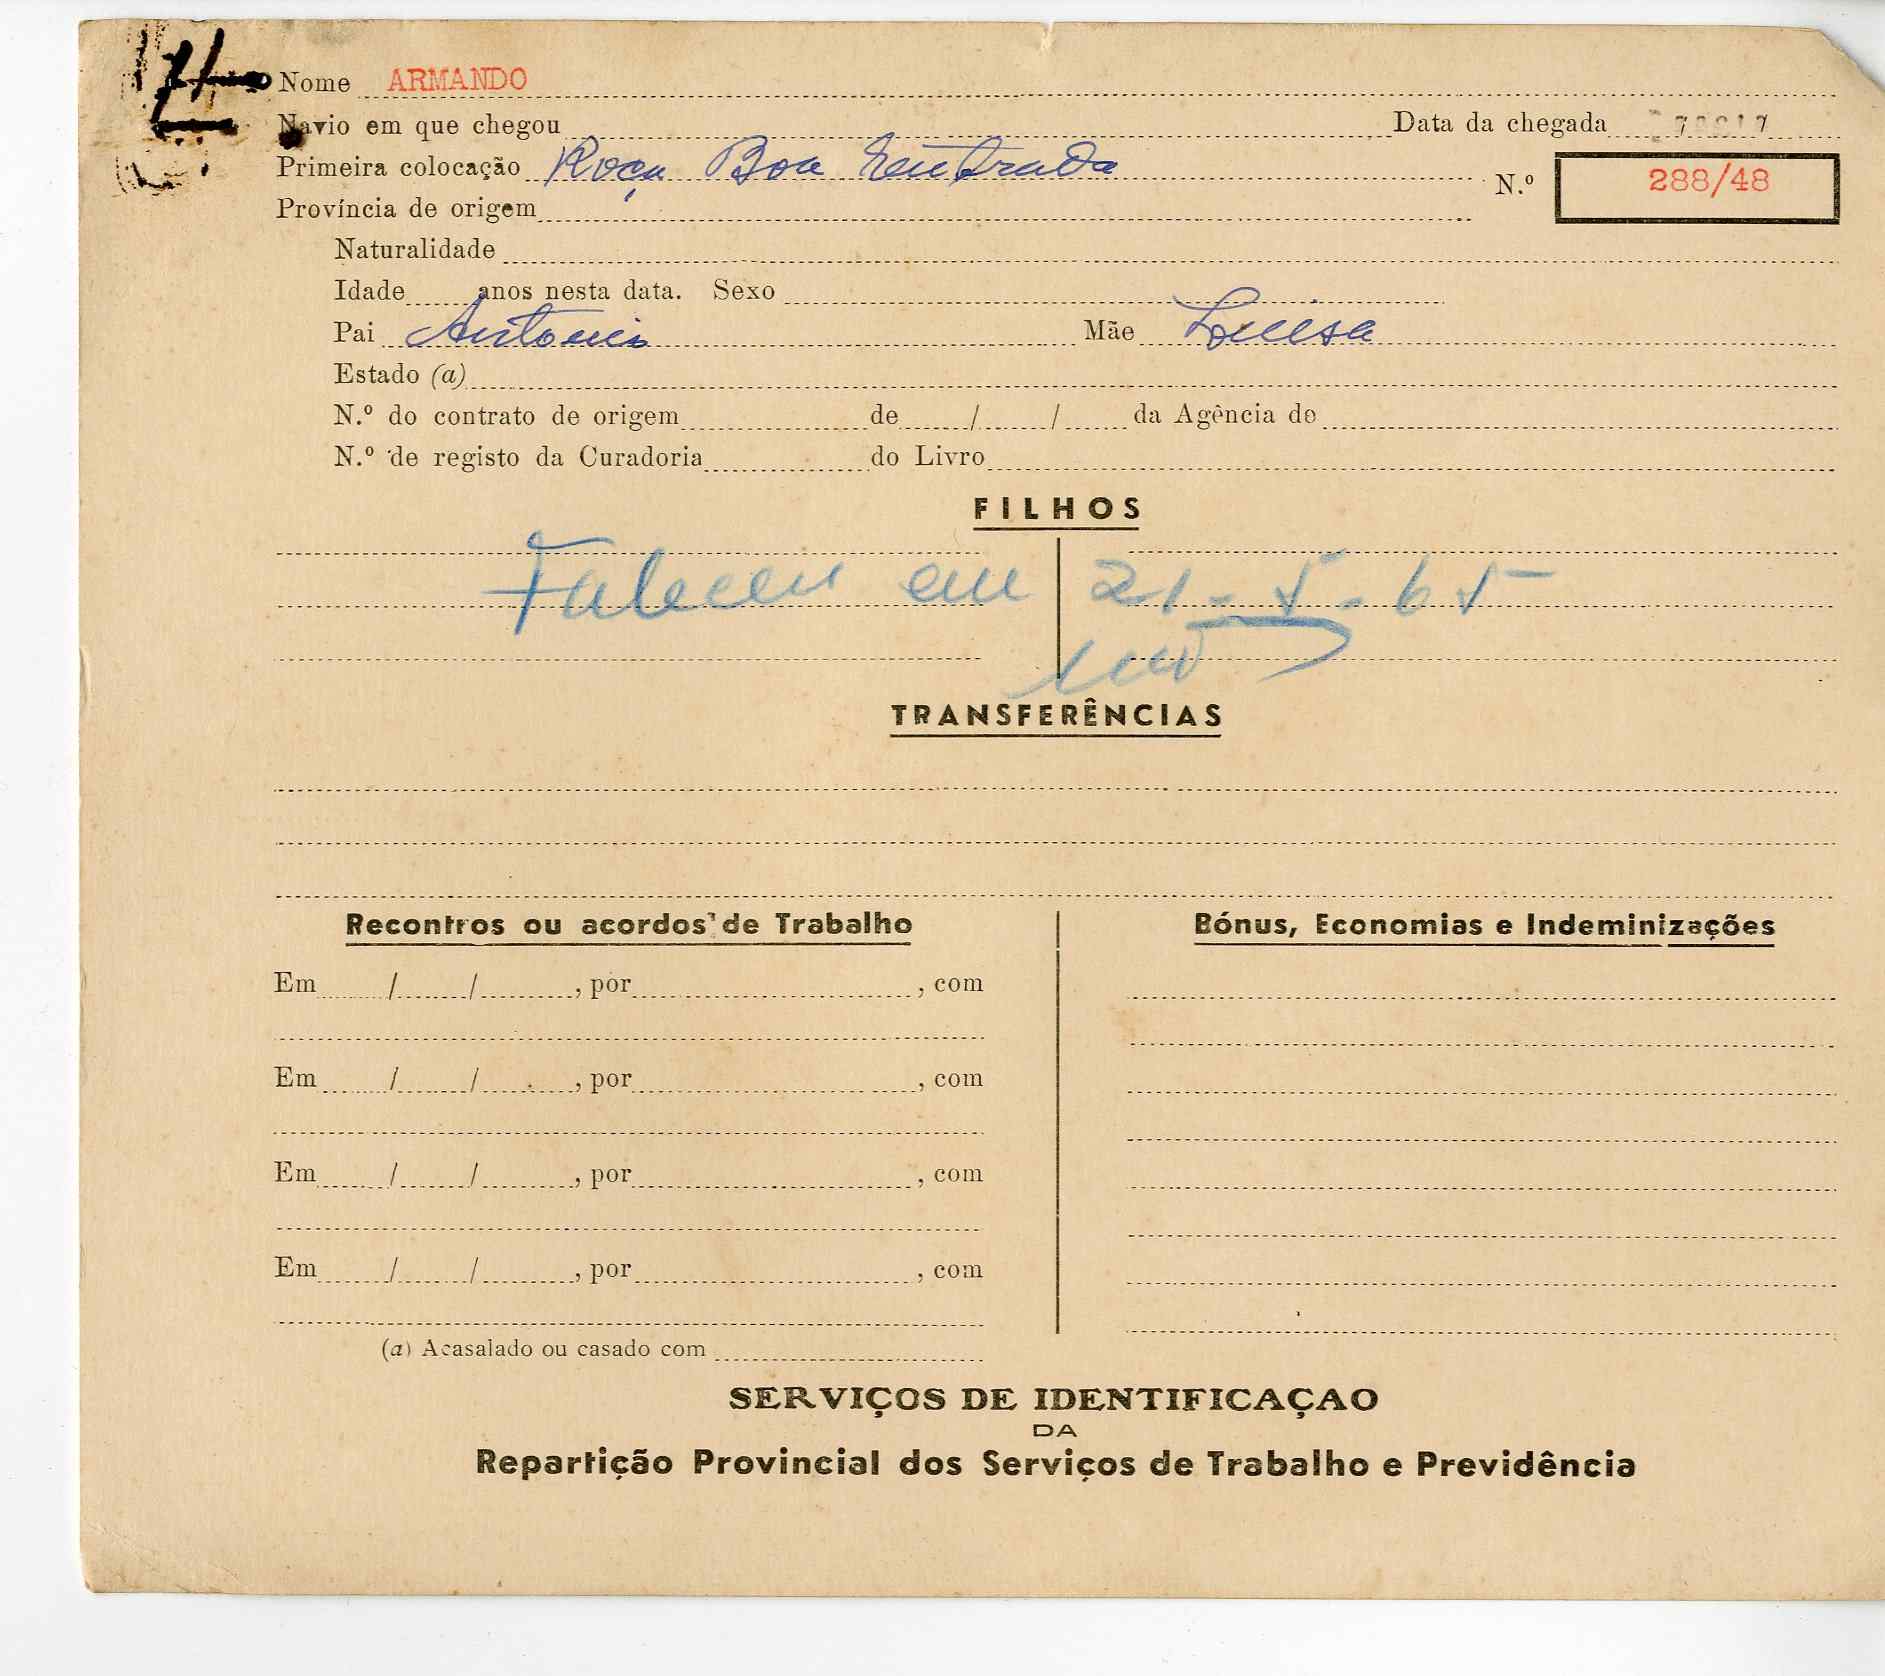 Nome ARMANDO
Navio em que chegou Data da chegada
Primeira colocação Roça Boa Entrada
N.º 288/48
Província de origem
Naturalidade
Idade anos nesta data. Sexo
Pai Antonio Mãe Louisa
Estado (a)
N.º do contrato de origem de / / da Agência de
N.º de registo da Curadoria do Livro
FILHOS
Faleceu em 21-5-65
TRANSFERÊNCIAS
Recontros ou acordos de Trabalho
Bónus, Economias e Indeminizações
Em / / , por , com
Em / / , por , com
Em / / , por , com
Em / / , por , com
(a) Acasalado ou casado com
SERVIÇOS DE IDENTIFICAÇAO
DA
Repartição Provincial dos Serviços de Trabalho e Previdência